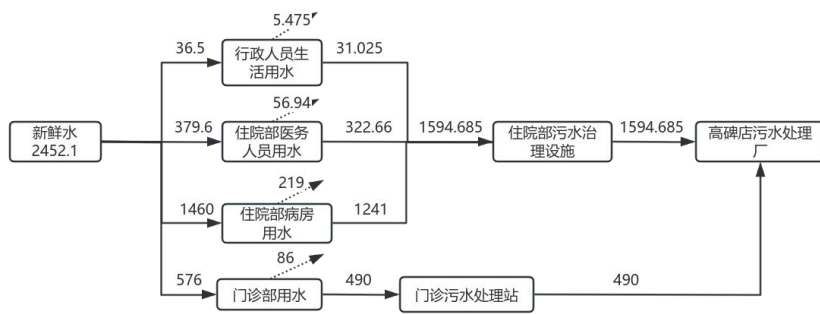 5.475
36.5
行政人员生
活用水
31.025
56.94
新鲜水
2452.1
379.6
住院部医务
人员用水
322.66
1594.685
住院部污水治
理设施
1594.685
高碑店污水处理
厂
219
1460
住院部病房
用水
1241
86
576
门诊部用水
490
门诊污水处理站
490